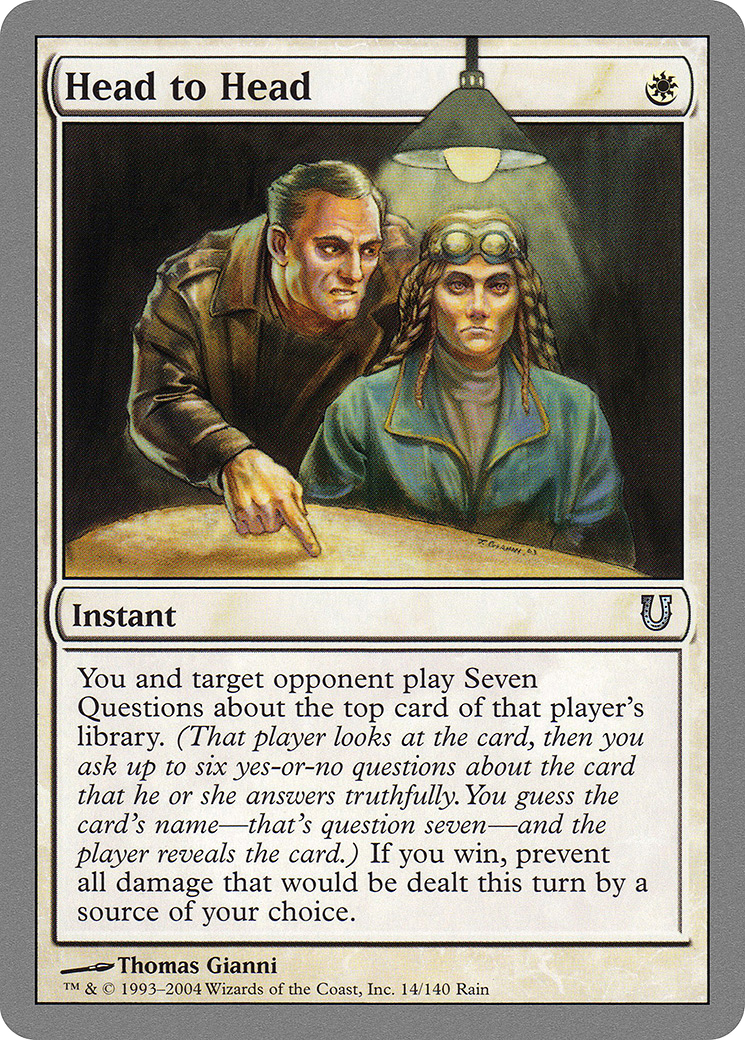 Head to Head
Instant
You and target opponent play Seven
Questions about the top card of that player's
library. (That player looks at the card, then you
ask up to six yes-or-no questions about the card
that he or she answers truthfully. You guess the
card's name—that's question seven—and the
player reveals the card.) If you win, prevent
all damage that would be dealt this turn by a
source of your choice.
Thomas Gianni
™ & © 1993–2004 Wizards of the Coast, Inc. 14/140 Rain